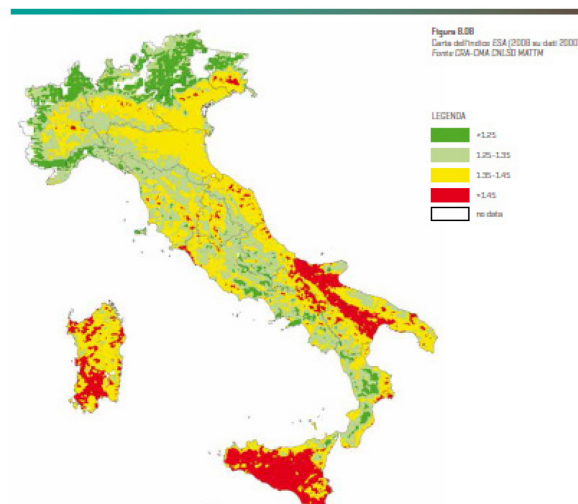 Figura 8.08
Carta dell'Indice ESA (2008 su dati 2000)
Fonte CRA-CMA CNLSD MATTM
LEGENDA
<1.25
1.25-1.35
1.35-1.45
>1.45
no data